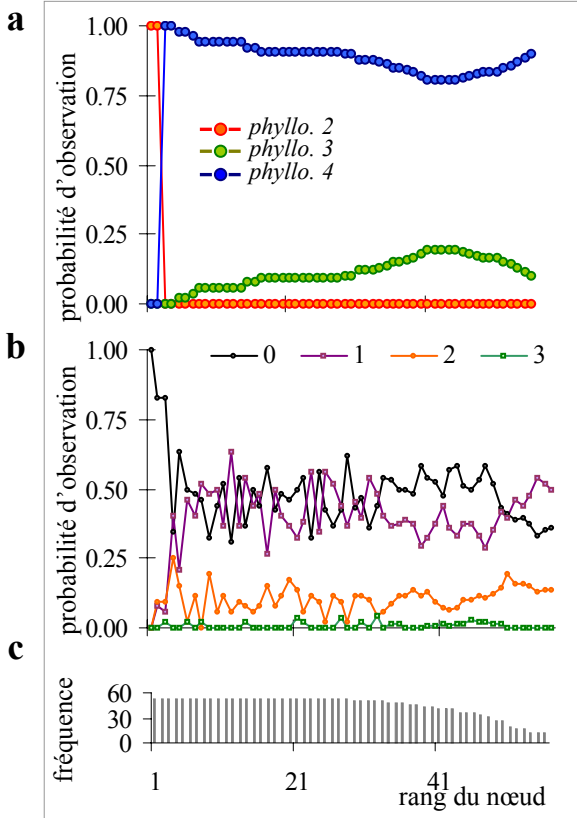 a
probabilité d'observation
1.00
0.75
0.50
0.25
0.00
phyllo. 2
phyllo. 3
phyllo. 4
b
probabilité d'observation
1.00
0.75
0.50
0.25
0.00
0 1 2 3
c
fréquence
60
30
0
1 21 41
rang du nœud